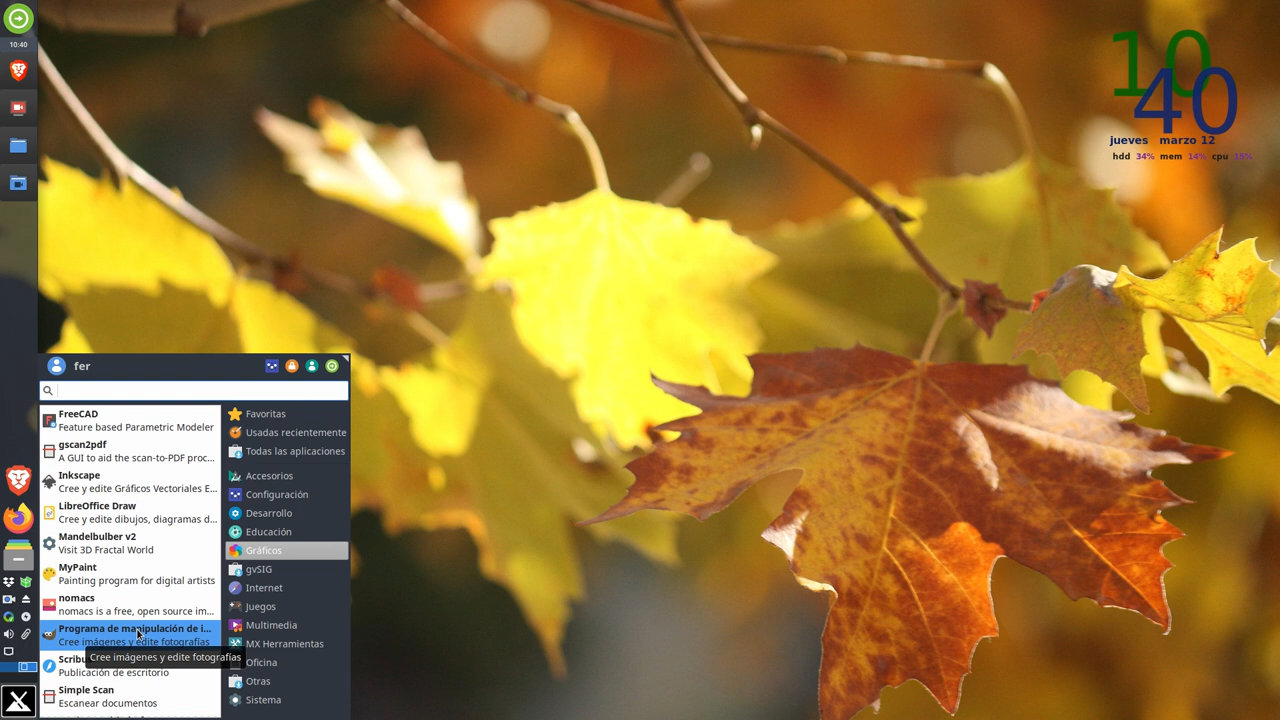 10:40
10
40
jueves marzo 12
hdd 34% mem 14% cpu 15%
fer
FreeCAD
Feature based Parametric Modeler
gscan2pdf
A GUI to aid the scan-to-PDF proc...
Inkscape
Cree y edite Gráficos Vectoriales E...
LibreOffice Draw
Cree y edite dibujos, diagramas d...
Mandelbulber v2
Visit 3D Fractal World
MyPaint
Painting program for digital artists
nomacs
nomacs is a free, open source im...
Programa de manipulación de i...
Cree imágenes y edite fotografías
Cree imágenes y edite fotografías
Publicación de escritorio
Simple Scan
Escanear documentos
Favoritas
Usadas recientemente
Todas las aplicaciones
Accesorios
Configuración
Desarrollo
Educación
Gráficos
gvSIG
Internet
Juegos
Multimedia
MX Herramientas
Oficina
Otras
Sistema